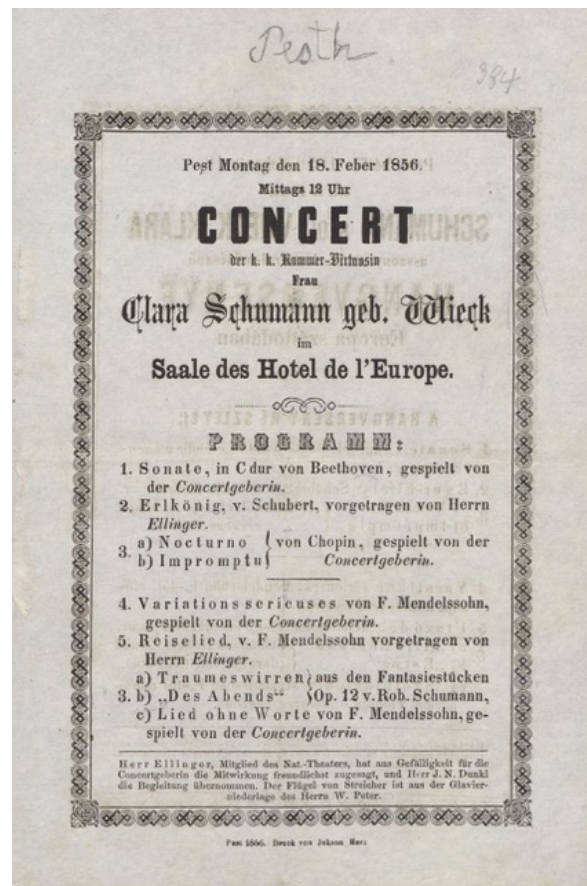 Pesth
384
Pest Montag den 18. Feber 1856.
Mittags 12 Uhr
CONCERT
der k. k. Kammer-Virtuosin
Frau
Clara Schumann geb. Wieck
im
Saale des Hotel de l'Europe.
PROGRAMM:
1. Sonate, in C dur von Beethoven, gespielt von
der Concertgeberin.
2. Erlkönig, v. Schubert, vorgetragen von Herrn
Ellinger.
3. a) Nocturno } von Chopin, gespielt von der
b) Impromptu } Concertgeberin.
4. Variations serieuses von F. Mendelssohn,
gespielt von der Concertgeberin.
5. Reiselied, v. F. Mendelssohn vorgetragen von
Herrn Ellinger.
a) Traumeswirren } aus den Fantasiestücken
3. b) „Des Abends“ } Op. 12 v. Rob. Schumann,
c) Lied ohne Worte von F. Mendelssohn, ge-
spielt von der Concertgeberin.
Herr Ellinger, Mitglied des Nat.-Theaters, hat aus Gefälligkeit für die
Concertgeberin die Mitwirkung freundlichst zugesagt, und Herr J. N. Dunkl
die Begleitung übernommen. Der Flügel von Streicher ist aus der Clavier-
niederlage des Herrn W. Peter.
Pest 1856. Druck von Johann Herz